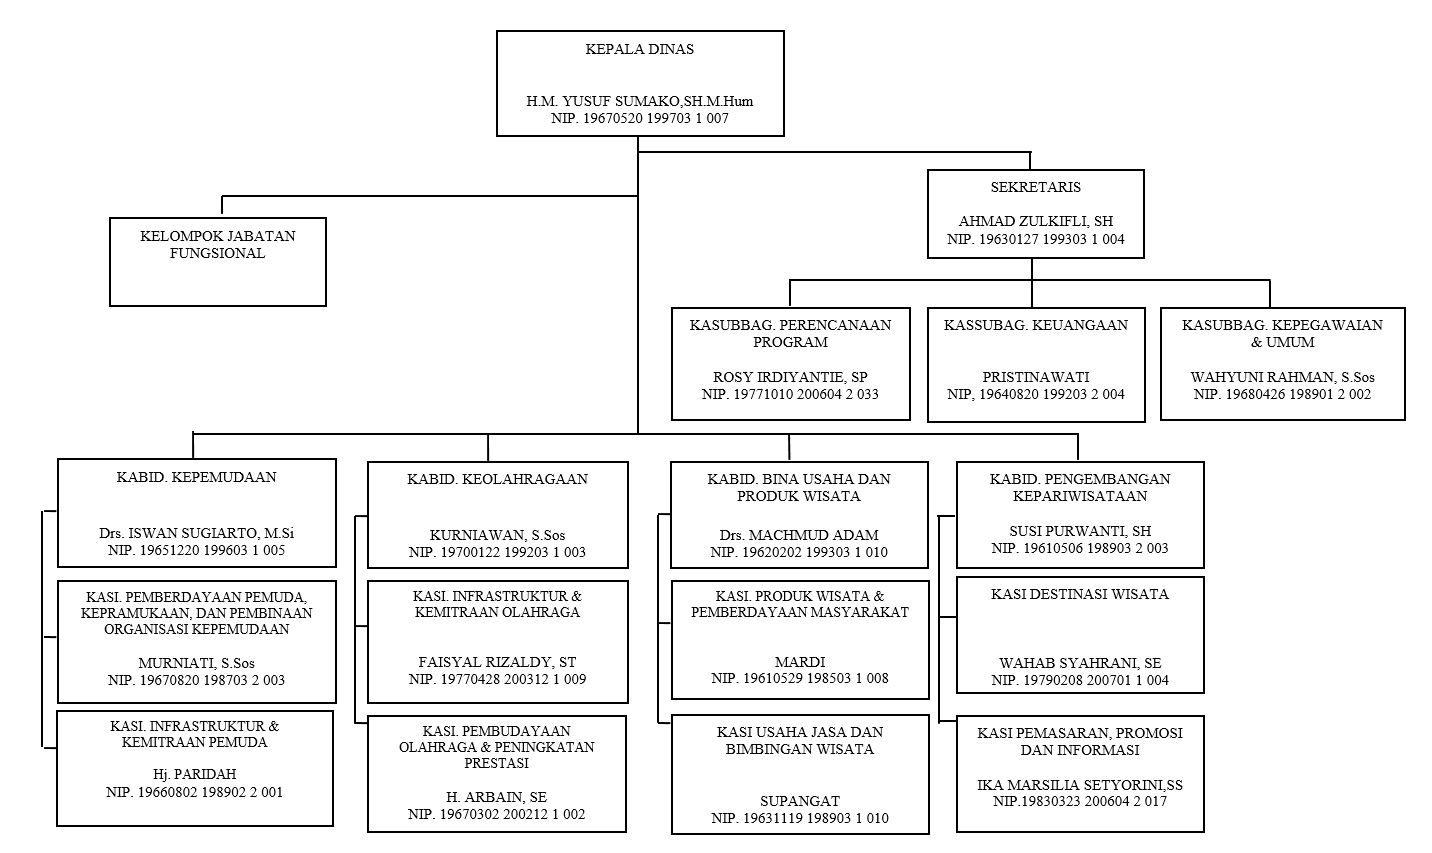 KEPALA DINAS
H.M. YUSUF SUMAKO,SH.M.Hum
NIP. 19670520 199703 1 007
SEKRETARIS
AHMAD ZULKIFLI, SH
NIP. 19630127 199303 1 004
KELOMPOK JABATAN
FUNGSIONAL
KASUBBAG. PERENCANAAN
PROGRAM
ROSY IRDIYANTIE, SP
NIP. 19771010 200604 2 033
KASSUBAG. KEUANGAAN
PRISTINAWATI
NIP, 19640820 199203 2 004
KASUBBAG. KEPEGAWAIAN
& UMUM
WAHYUNI RAHMAN, S.Sos
NIP. 19680426 198901 2 002
KABID. KEPEMUDAAN
Drs. ISWAN SUGIARTO, M.Si
NIP. 19651220 199603 1 005
KASI. PEMBERDAYAAN PEMUDA,
KEPRAMUKAAN, DAN PEMBINAAN
ORGANISASI KEPEMUDAAN
MURNIATI, S.Sos
NIP. 19670820 198703 2 003
KASI. INFRASTRUKTUR &
KEMITRAAN PEMUDA
Hj. PARIDAH
NIP. 19660802 198902 2 001
KABID. KEOLAHRAGAAN
KURNIAWAN, S.Sos
NIP. 19700122 199203 1 003
KASI. INFRASTRUKTUR &
KEMITRAAN OLAHRAGA
FAISYAL RIZALDY, ST
NIP. 19770428 200312 1 009
KASI. PEMBUDAYAAN
OLAHRAGA & PENINGKATAN
PRESTASI
H. ARBAIN, SE
NIP. 19670302 200212 1 002
KABID. BINA USAHA DAN
PRODUK WISATA
Drs. MACHMUD ADAM
NIP. 19620202 199303 1 010
KASI. PRODUK WISATA &
PEMBERDAYAAN MASYARAKAT
MARDI
NIP. 19610529 198503 1 008
KASI USAHA JASA DAN
BIMBINGAN WISATA
SUPANGAT
NIP. 19631119 198903 1 010
KABID. PENGEMBANGAN
KEPARIWISATAAN
SUSI PURWANTI, SH
NIP. 19610506 198903 2 003
KASI DESTINASI WISATA
WAHAB SYAHRANI, SE
NIP. 19790208 200701 1 004
KASI PEMASARAN, PROMOSI
DAN INFORMASI
IKA MARSILIA SETYORINI,SS
NIP.19830323 200604 2 017